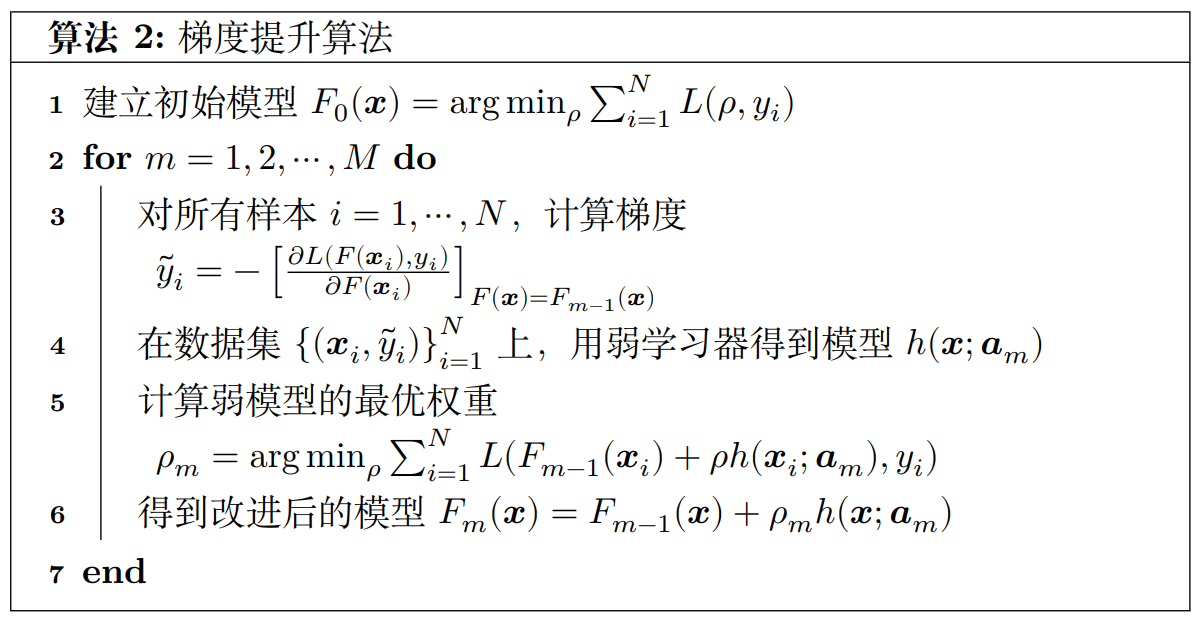 算法 2: 梯度提升算法
1 建立初始模型 F₀(𝒙) = arg min_ρ ∑_{i=1}^{N} L(ρ, y_i)
2 for m = 1, 2, ⋯ , M do
3 对所有样本 i = 1, ⋯ , N，计算梯度
ỹ_i = − [∂L(F(𝒙_i),y_i) / ∂F(𝒙_i)]_{F(𝒙)=F_{m−1}(𝒙)}
4 在数据集 {(𝒙_i, ỹ_i)}_{i=1}^{N} 上，用弱学习器得到模型 h(𝒙; 𝒂_m)
5 计算弱模型的最优权重
ρ_m = arg min_ρ ∑_{i=1}^{N} L(F_{m−1}(𝒙_i) + ρh(𝒙_i; 𝒂_m), y_i)
6 得到改进后的模型 F_m(𝒙) = F_{m−1}(𝒙) + ρ_m h(𝒙; 𝒂_m)
7 end